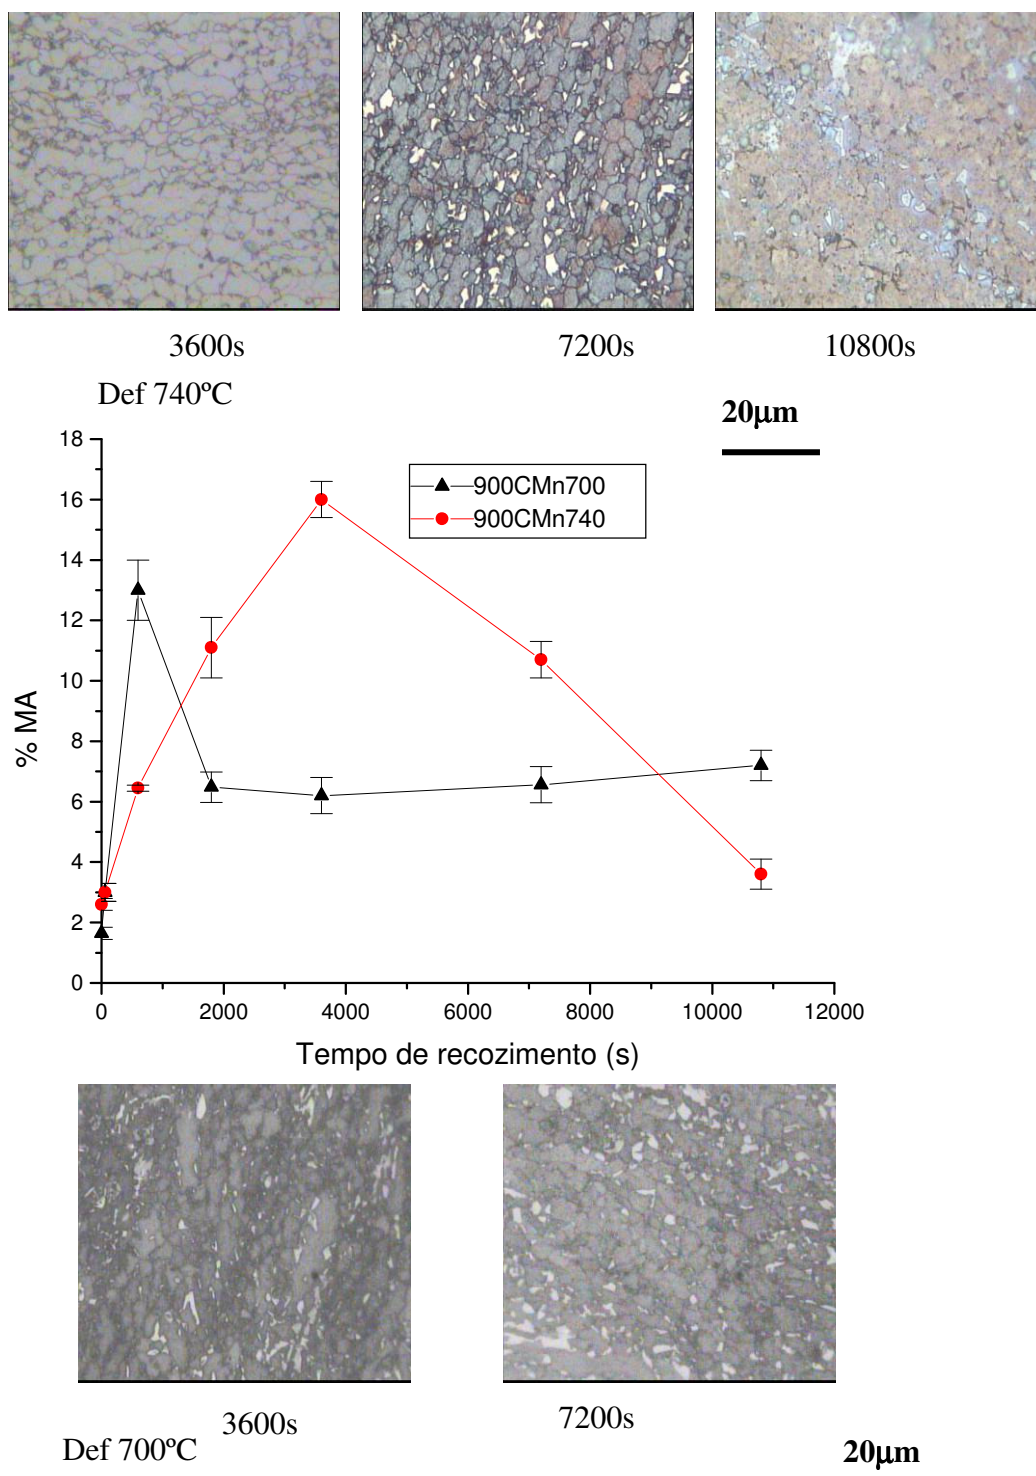 3600s
7200s
10800s
Def 740ºC
20µm
18
16
14
12
10
8
6
4
2
0
% MA
900CMn700
900CMn740
0 2000 4000 6000 8000 10000 12000
Tempo de recozimento (s)
3600s
7200s
Def 700ºC
20µm